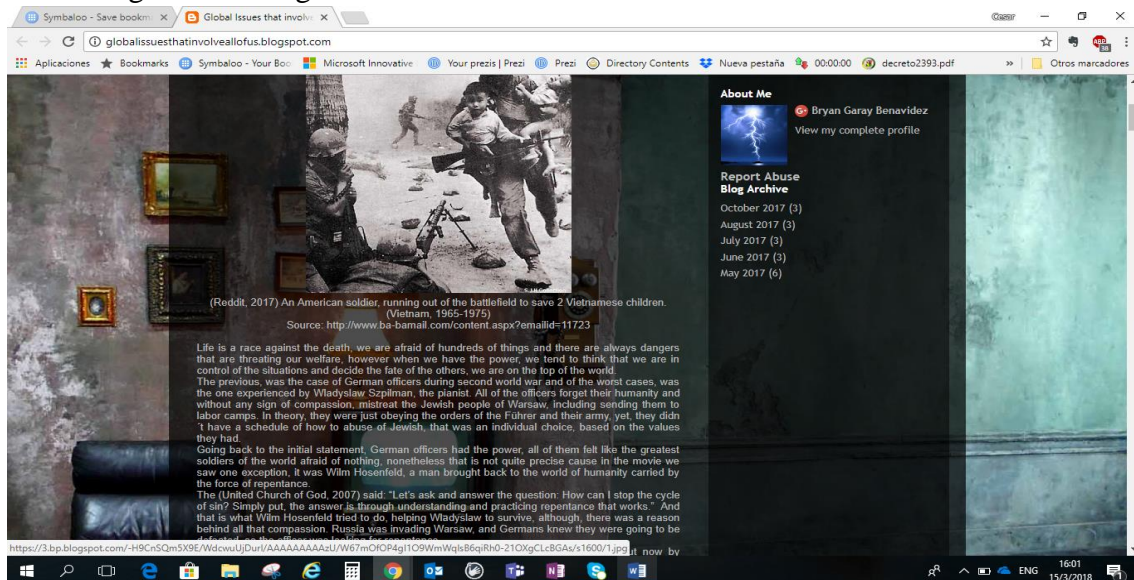 Symbaloo - Save bookm
Global Issues that involv
Cesar
globalissuesthatinvolveallofus.blogspot.com
ABP
38
Aplicaciones
Bookmarks
Symbaloo - Your Boo
Microsoft Innovative
Your prezis | Prezi
Prezi
Directory Contents
Nueva pestaña
00:00:00
decreto2393.pdf
»
Otros marcadores
About Me
Bryan Garay Benavidez
View my complete profile
Report Abuse
Blog Archive
October 2017 (3)
August 2017 (3)
July 2017 (3)
June 2017 (3)
May 2017 (6)
(Reddit, 2017) An American soldier, running out of the battlefield to save 2 Vietnamese children.
(Vietnam, 1965-1975)
Source: http://www.ba-bamail.com/content.aspx?emailid=11723
Life is a race against the death, we are afraid of hundreds of things and there are always dangers
that are threating our welfare, however when we have the power, we tend to think that we are in
control of the situations and decide the fate of the others, we are on the top of the world.
The previous, was the case of German officers during second world war and of the worst cases, was
the one experienced by Wladyslaw Szpilman, the pianist. All of the officers forget their humanity and
without any sign of compassion, mistreat the Jewish people of Warsaw, including sending them to
labor camps. In theory, they were just obeying the orders of the Führer and their army, yet, they didn
´t have a schedule of how to abuse of Jewish, that was an individual choice, based on the values
they had.
Going back to the initial statement, German officers had the power, all of them felt like the greatest
soldiers of the world afraid of nothing, nonetheless that is not quite precise cause in the movie we
saw one exception, it was Wilm Hosenfeld, a man brought back to the world of humanity carried by
the force of repentance.
The (United Church of God, 2007) said: "Let's ask and answer the question: How can I stop the cycle
of sin? Simply put, the answer is through understanding and practicing repentance that works." And
that is what Wilm Hosenfeld tried to do, helping Władysław to survive, although, there was a reason
behind all that compassion. Russia was invading Warsaw, and Germans knew they were going to be
defeated, so the officer was looking for repentance.
ut now by
ENG
16:01
15/3/2018